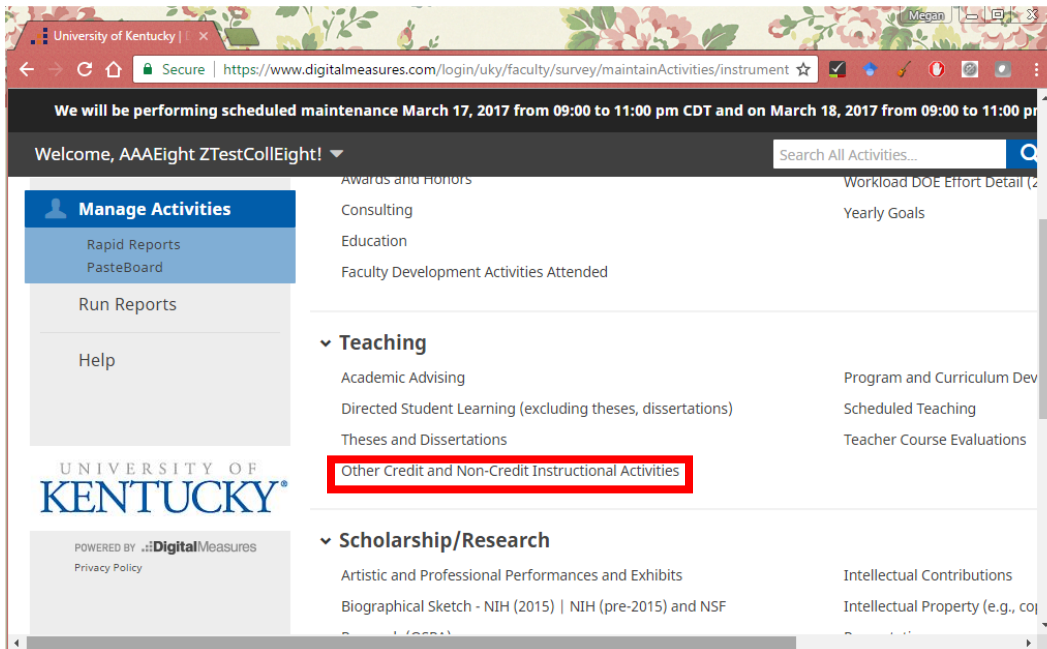 Megan
University of Kentucky | D
Secure | https://www.digitalmeasures.com/login/uky/faculty/survey/maintainActivities/instrument
We will be performing scheduled maintenance March 17, 2017 from 09:00 to 11:00 pm CDT and on March 18, 2017 from 09:00 to 11:00 pm
Welcome, AAAEight ZTestCollEight!
Search All Activities...
Manage Activities
Rapid Reports
PasteBoard
Run Reports
Help
UNIVERSITY OF
KENTUCKY
POWERED BY .:DigitalMeasures
Privacy Policy
Awards and Honors
Workload DOE Effort Detail (2
Consulting
Yearly Goals
Education
Faculty Development Activities Attended
Teaching
Academic Advising
Program and Curriculum Dev
Directed Student Learning (excluding theses, dissertations)
Scheduled Teaching
Theses and Dissertations
Teacher Course Evaluations
Other Credit and Non-Credit Instructional Activities
Scholarship/Research
Artistic and Professional Performances and Exhibits
Intellectual Contributions
Biographical Sketch - NIH (2015) | NIH (pre-2015) and NSF
Intellectual Property (e.g., cop